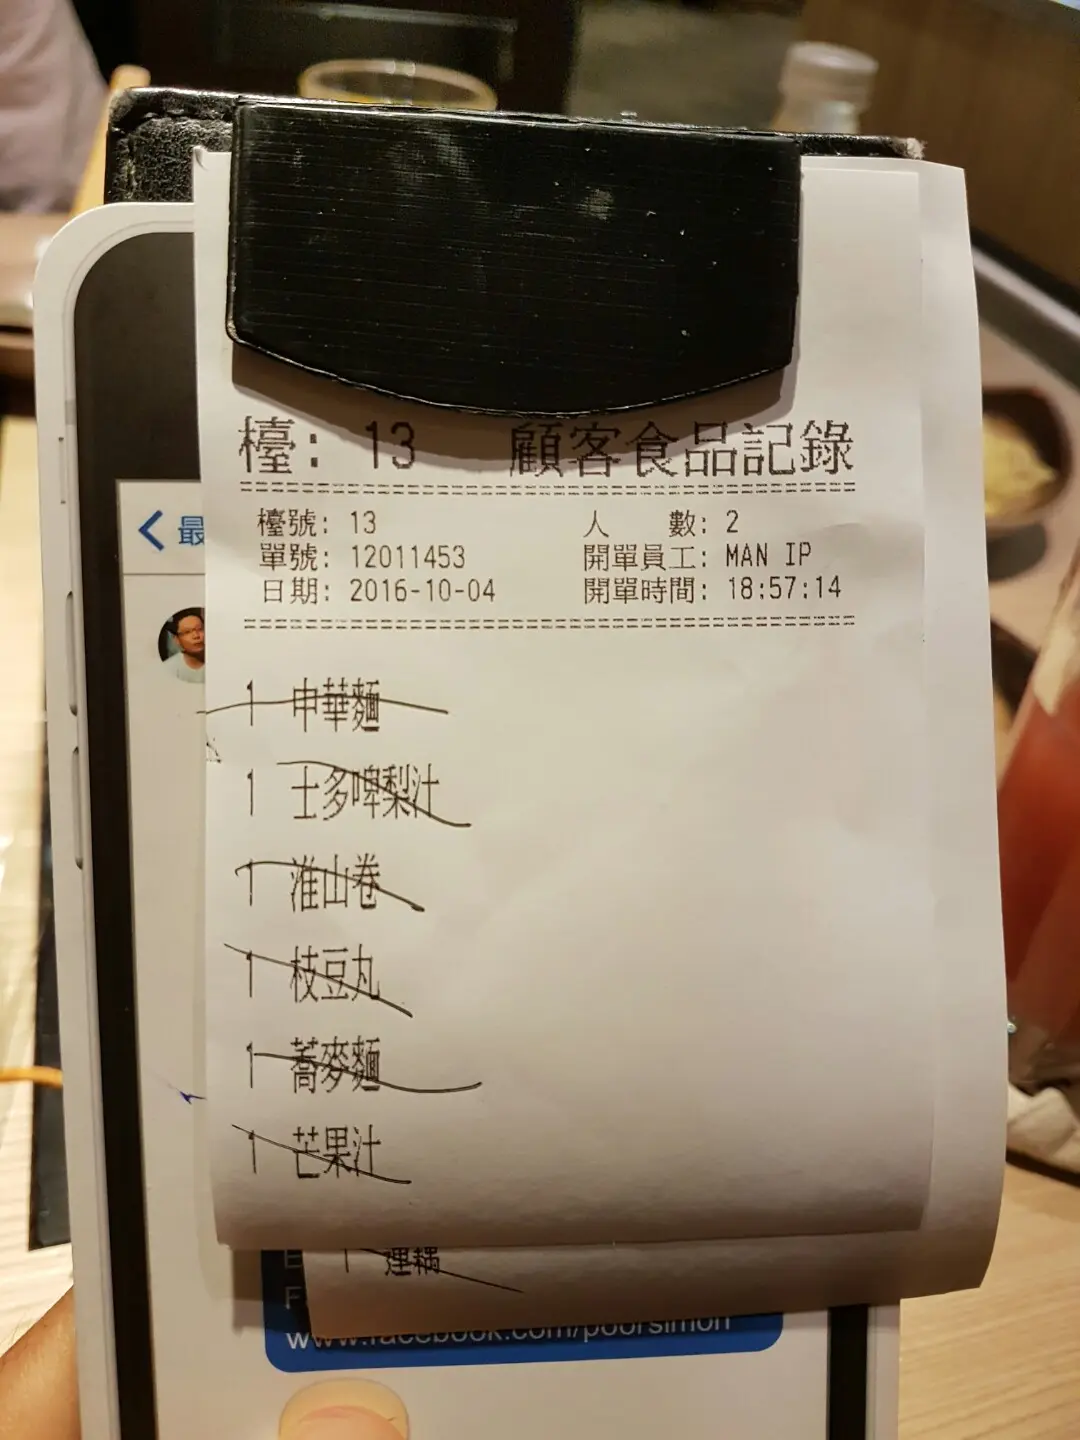 檯: 13 顧客食品記錄
檯號: 13 人 數: 2
單號: 12011453 開單員工: MAN IP
日期: 2016-10-04 開單時間: 18:57:14
最
1 中華麵
1 士多啤梨汁
1 淮山卷
1 枝豆丸
1 蕎麥麵
1 芒果汁
1 蓮藕
www.facebook.com/poorsimon